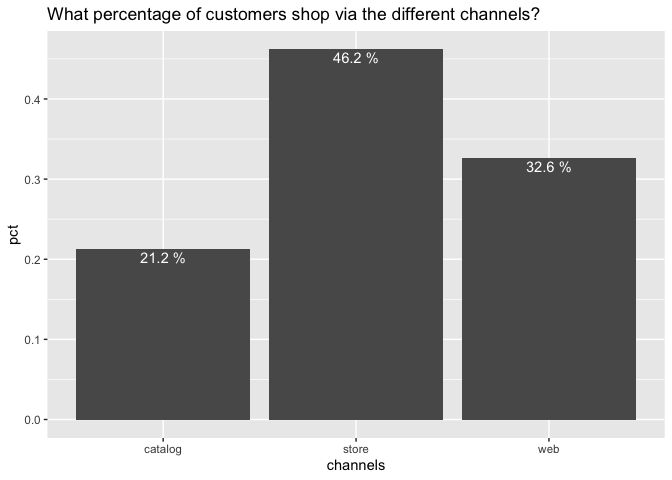 What percentage of customers shop via the different channels?
46.2 %
32.6 %
21.2 %
0.4
0.3
0.2
0.1
0.0
pct
catalog
store
web
channels